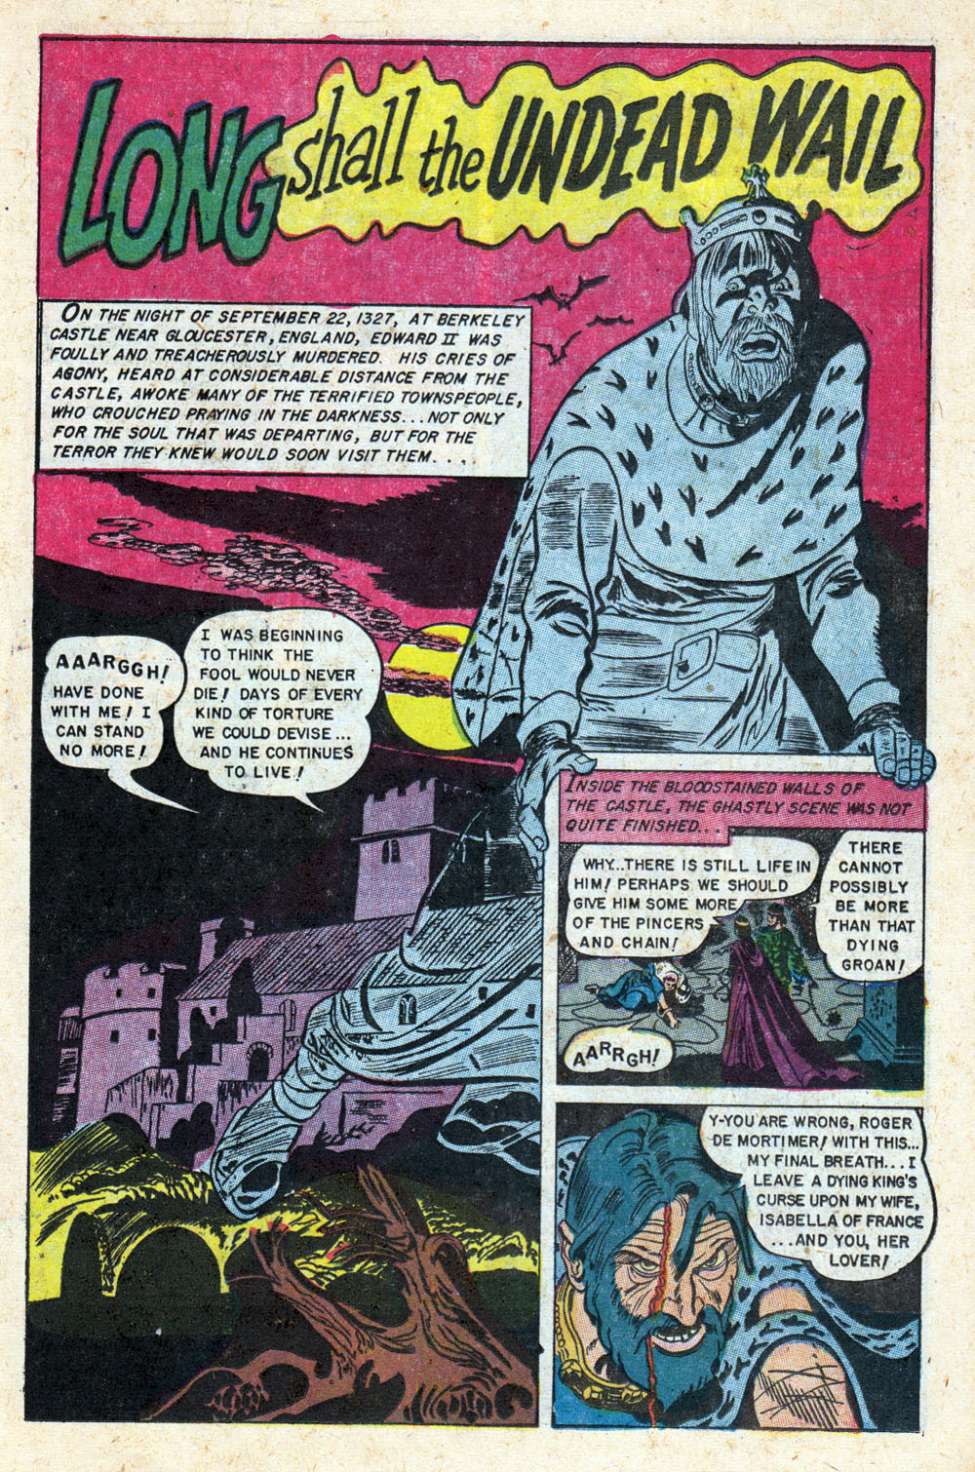 LONG shall the UNDEAD WAIL
ON THE NIGHT OF SEPTEMBER 22, 1327, AT BERKELEY
CASTLE NEAR GLOUCESTER, ENGLAND, EDWARD II WAS
FOULLY AND TREACHEROUSLY MURDERED. HIS CRIES OF
AGONY, HEARD AT CONSIDERABLE DISTANCE FROM THE
CASTLE, AWOKE MANY OF THE TERRIFIED TOWNSPEOPLE,
WHO CROUCHED PRAYING IN THE DARKNESS... NOT ONLY
FOR THE SOUL THAT WAS DEPARTING, BUT FOR THE
TERROR THEY KNEW WOULD SOON VISIT THEM. . . .
AAARGGH!
HAVE DONE
WITH ME! I
CAN STAND
NO MORE!
I WAS BEGINNING
TO THINK THE
FOOL WOULD NEVER
DIE! DAYS OF EVERY
KIND OF TORTURE
WE COULD DEVISE...
AND HE CONTINUES
TO LIVE!
INSIDE THE BLOODSTAINED WALLS OF
THE CASTLE, THE GHASTLY SCENE WAS NOT
QUITE FINISHED...
WHY...THERE IS STILL LIFE IN
HIM! PERHAPS WE SHOULD
GIVE HIM SOME MORE
OF THE PINCERS
AND CHAIN!
THERE
CANNOT
POSSIBLY
BE MORE
THAN THAT
DYING
GROAN!
AARRGH!
Y-YOU ARE WRONG, ROGER
DE MORTIMER! WITH THIS...
MY FINAL BREATH...I
LEAVE A DYING KING'S
CURSE UPON MY WIFE,
ISABELLA OF FRANCE
...AND YOU, HER
LOVER!